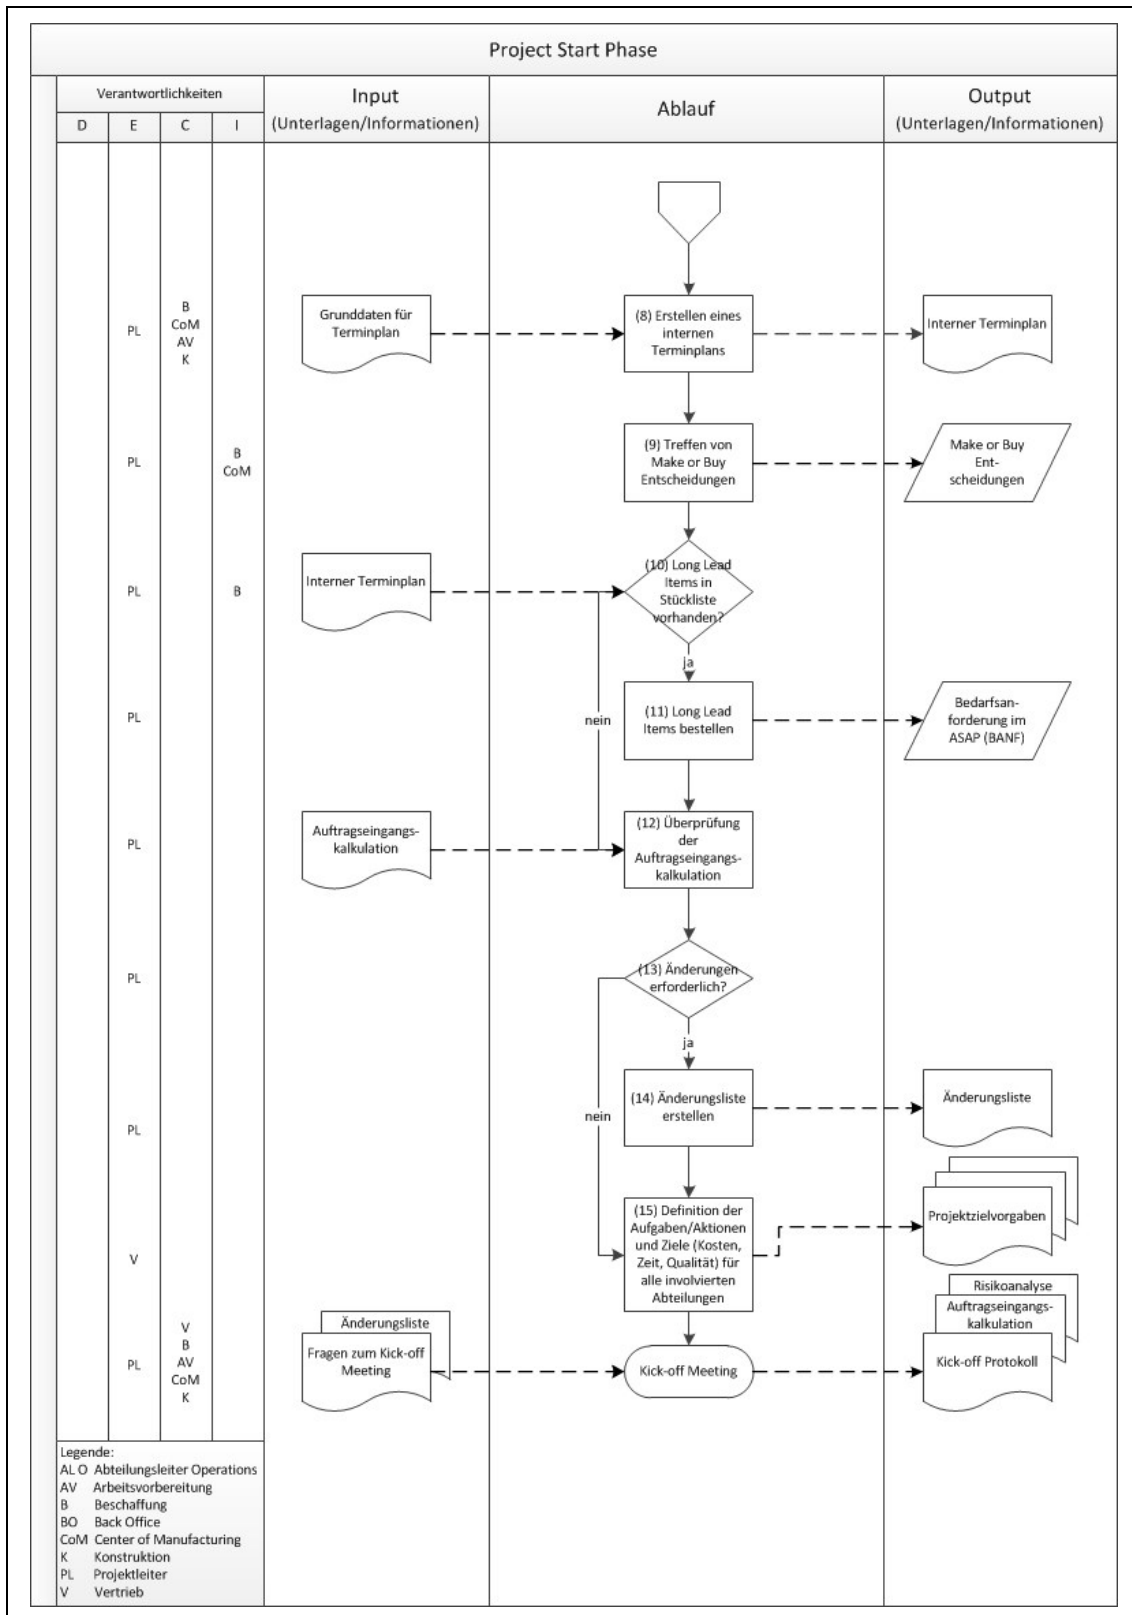 Project Start Phase
Verantwortlichkeiten
D
E
C
I
Input
(Unterlagen/Informationen)
Ablauf
Output
(Unterlagen/Informationen)
PL
B
CoM
AV
K
Grunddaten für
Terminplan
(8) Erstellen eines
internen
Terminplans
Interner Terminplan
PL
B
CoM
(9) Treffen von
Make or Buy
Entscheidungen
Make or Buy
Ent-
scheidungen
PL
B
Interner Terminplan
(10) Long Lead
Items in
Stückliste
vorhanden?
ja
nein
PL
(11) Long Lead
Items bestellen
Bedarfsan-
forderung im
ASAP (BANF)
PL
Auftragseingangs-
kalkulation
(12) Überprüfung
der
Auftragseingangs-
kalkulation
PL
(13) Änderungen
erforderlich?
ja
nein
PL
(14) Änderungsliste
erstellen
Änderungsliste
V
(15) Definition der
Aufgaben/Aktionen
und Ziele (Kosten,
Zeit, Qualität) für
alle involvierten
Abteilungen
Projektzielvorgaben
PL
V
B
AV
CoM
K
Änderungsliste
Fragen zum Kick-off
Meeting
Kick-off Meeting
Risikoanalyse
Auftragseingangs-
kalkulation
Kick-off Protokoll
Legende:
AL O Abteilungsleiter Operations
AV Arbeitsvorbereitung
B Beschaffung
BO Back Office
CoM Center of Manufacturing
K Konstruktion
PL Projektleiter
V Vertrieb